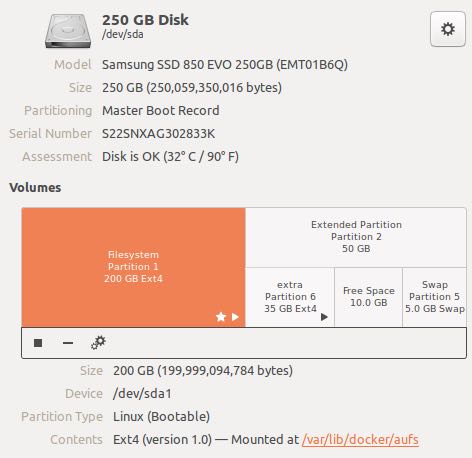 250 GB Disk
/dev/sda
Model Samsung SSD 850 EVO 250GB (EMT01B6Q)
Size 250 GB (250,059,350,016 bytes)
Partitioning Master Boot Record
Serial Number S22SNXAG302833K
Assessment Disk is OK (32° C / 90° F)
Volumes
Filesystem
Partition 1
200 GB Ext4
Extended Partition
Partition 2
50 GB
extra
Partition 6
35 GB Ext4
Free Space
10.0 GB
Swap
Partition 5
5.0 GB Swap
Size 200 GB (199,999,094,784 bytes)
Device /dev/sda1
Partition Type Linux (Bootable)
Contents Ext4 (version 1.0) — Mounted at /var/lib/docker/aufs